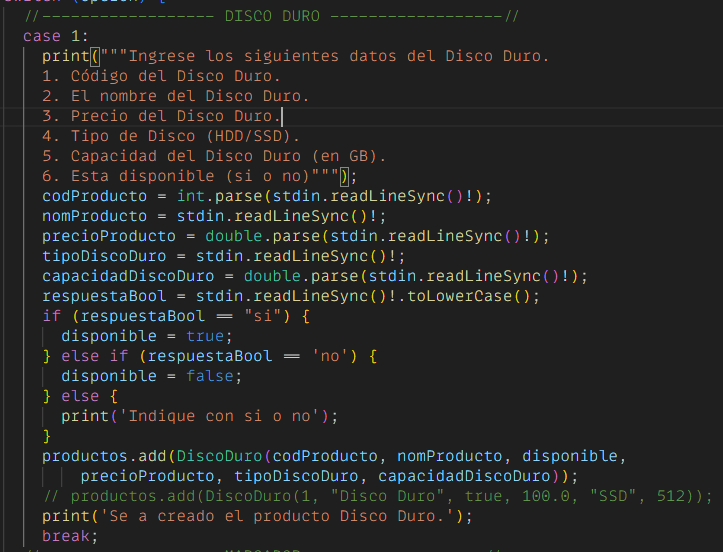 //------------------ DISCO DURO ------------------//
case 1:
print("""Ingrese los siguientes datos del Disco Duro.
1. Código del Disco Duro.
2. El nombre del Disco Duro.
3. Precio del Disco Duro.
4. Tipo de Disco (HDD/SSD).
5. Capacidad del Disco Duro (en GB).
6. Esta disponible (si o no)""");
codProducto = int.parse(stdin.readLineSync()!);
nomProducto = stdin.readLineSync()!;
precioProducto = double.parse(stdin.readLineSync()!);
tipoDiscoDuro = stdin.readLineSync()!;
capacidadDiscoDuro = double.parse(stdin.readLineSync()!);
respuestaBool = stdin.readLineSync()!.toLowerCase();
if (respuestaBool == "si") {
disponible = true;
} else if (respuestaBool == 'no') {
disponible = false;
} else {
print('Indique con si o no');
}
productos.add(DiscoDuro(codProducto, nomProducto, disponible,
precioProducto, tipoDiscoDuro, capacidadDiscoDuro));
// productos.add(DiscoDuro(1, "Disco Duro", true, 100.0, "SSD", 512));
print('Se a creado el producto Disco Duro.');
break;